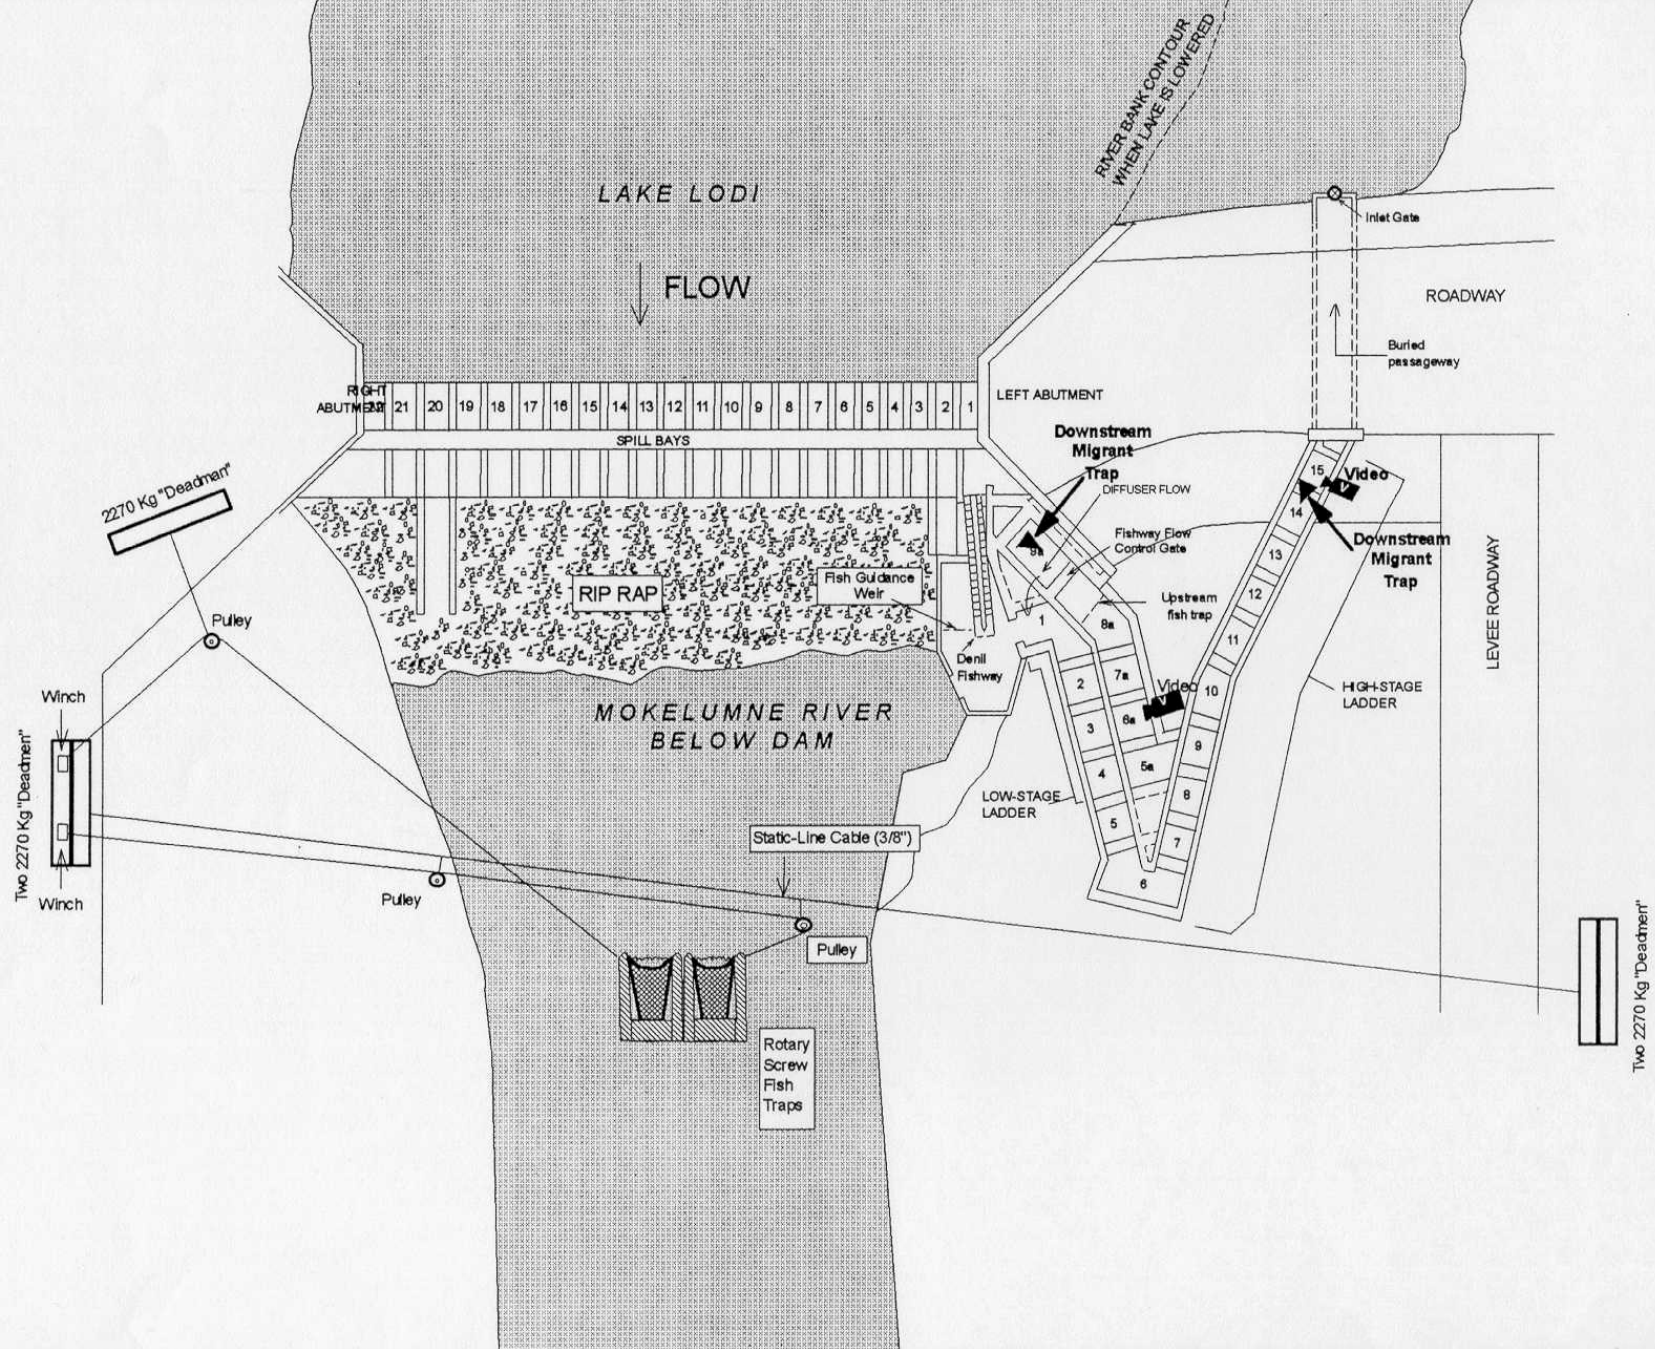 RIVER BANK CONTOUR
WHEN LAKE IS LOWERED
LAKE LODI
Inlet Gate
FLOW
ROADWAY
Buried
passageway
RIGHT
ABUTMENT
22 21 20 19 18 17 16 15 14 13 12 11 10 9 8 7 6 5 4 3 2 1
LEFT ABUTMENT
SPILL BAYS
Downstream
Migrant
Trap
DIFFUSER FLOW
2270 Kg "Deadman"
15
Video
V
14
Fishway Flow
Control Gate
Downstream
Migrant
Trap
9a
13
RIP RAP
Fish Guidance
Weir
12
Upstream
fish trap
LEVEE ROADWAY
Pulley
1
8a
11
Denil
Fishway
2
7a
Video
V
10
HIGH-STAGE
LADDER
Winch
MOKELUMNE RIVER
BELOW DAM
3
6a
9
4
5a
8
LOW-STAGE
LADDER
5
7
Two 2270 Kg "Deadmen"
Static-Line Cable (3/8")
6
Winch
Pulley
Pulley
Two 2270 Kg "Deadmen"
Rotary
Screw
Fish
Traps